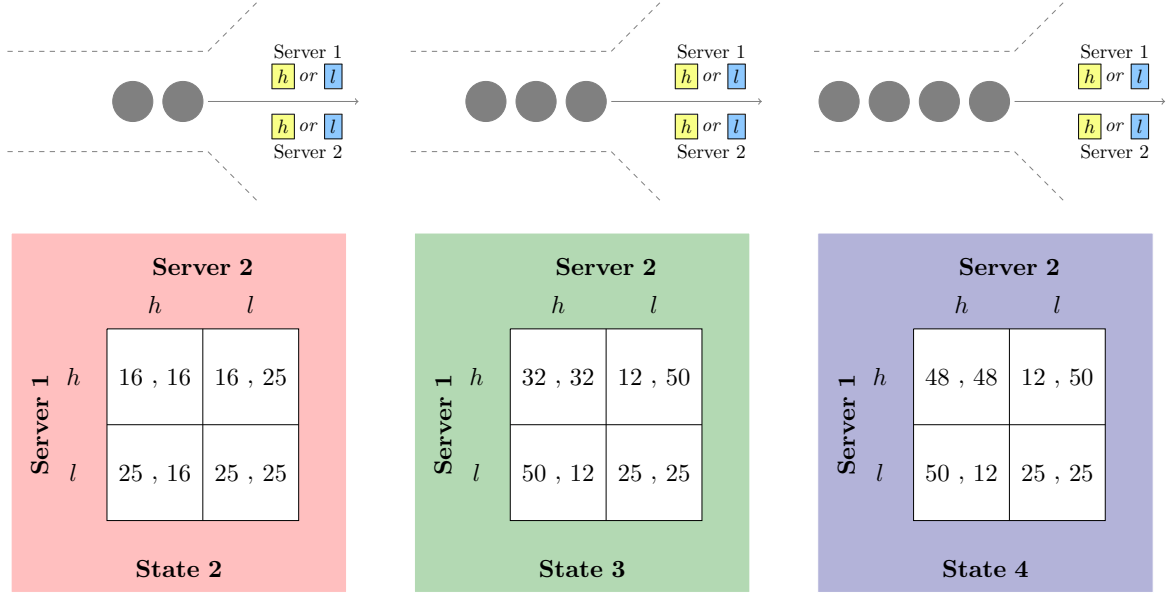 Server 1
h or l
h or l
Server 2
Server 1
h or l
h or l
Server 2
Server 1
h or l
h or l
Server 2
Server 2
h l
Server 1
h 16 , 16 16 , 25
l 25 , 16 25 , 25
State 2
Server 2
h l
Server 1
h 32 , 32 12 , 50
l 50 , 12 25 , 25
State 3
Server 2
h l
Server 1
h 48 , 48 12 , 50
l 50 , 12 25 , 25
State 4